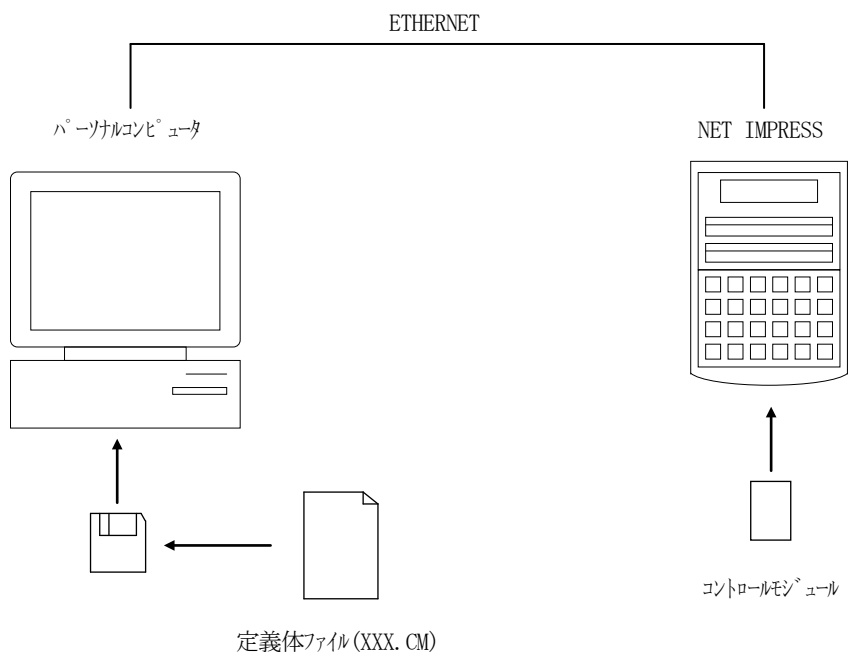 ETHERNET
ﾊﾟｰｿﾅﾙｺﾝﾋﾟｭｰﾀ
NET IMPRESS
ｺﾝﾄﾛｰﾙﾓｼﾞｭｰﾙ
定義体ﾌｧｲﾙ(XXX.CM)